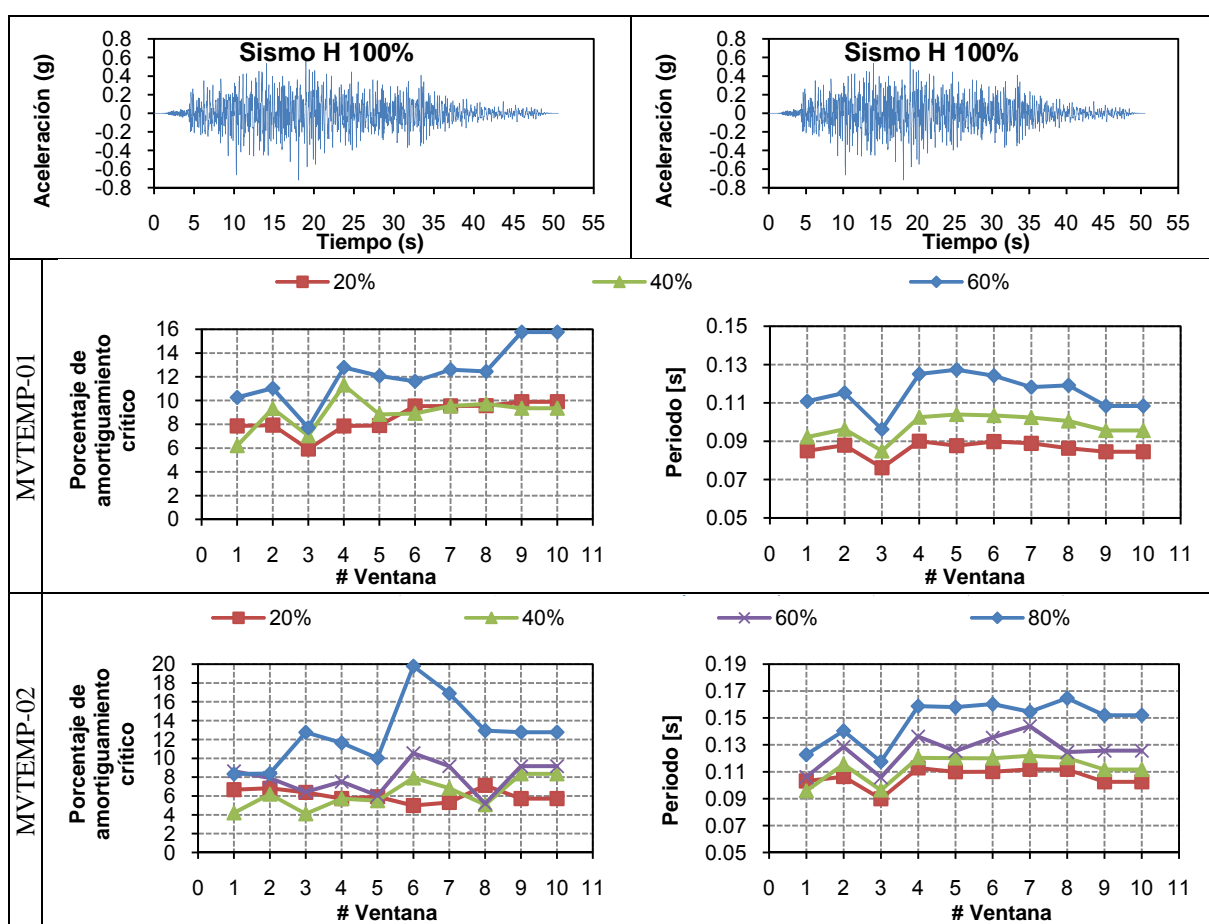 Sismo H 100%
Aceleración (g)
0.8
0.6
0.4
0.2
0
-0.2
-0.4
-0.6
-0.8
0 5 10 15 20 25 30 35 40 45 50 55
Tiempo (s)
Sismo H 100%
Aceleración (g)
0.8
0.6
0.4
0.2
0
-0.2
-0.4
-0.6
-0.8
0 5 10 15 20 25 30 35 40 45 50 55
Tiempo (s)
MVTEMP-01
20% 40% 60%
Porcentaje de
amortiguamiento
crítico
16
14
12
10
8
6
4
2
0
0 1 2 3 4 5 6 7 8 9 10 11
# Ventana
Periodo [s]
0.15
0.13
0.11
0.09
0.07
0.05
0 1 2 3 4 5 6 7 8 9 10 11
# Ventana
MVTEMP-02
20% 40% 60% 80%
Porcentaje de
amortiguamiento
crítico
20
18
16
14
12
10
8
6
4
2
0
0 1 2 3 4 5 6 7 8 9 10 11
# Ventana
Periodo [s]
0.19
0.17
0.15
0.13
0.11
0.09
0.07
0.05
0 1 2 3 4 5 6 7 8 9 10 11
# Ventana